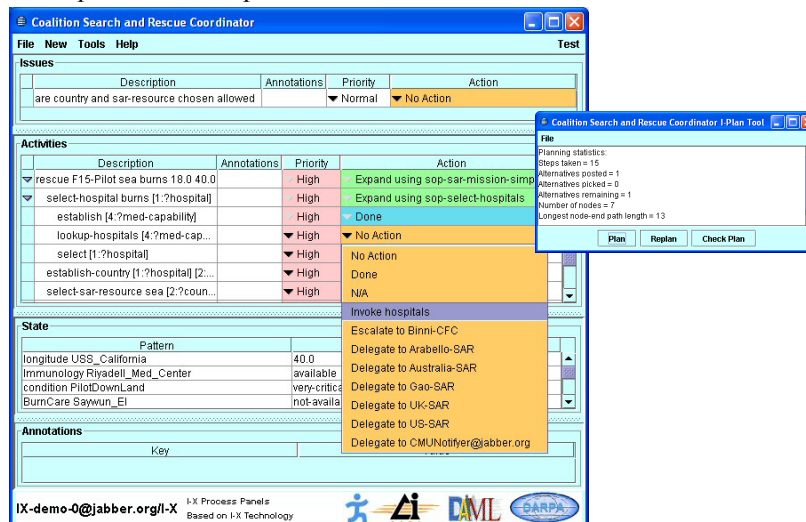 Coalition Search and Rescue Coordinator
File New Tools Help Test
Issues
Description Annotations Priority Action
are country and sar-resource chosen allowed Normal No Action
Activities
Description Annotations Priority Action
rescue F15-Pilot sea burns 18.0 40.0 High Expand using sop-sar-mission-simp
select-hospital burns [1:?hospital] High Expand using sop-select-hospitals
establish [4:?med-capability] High Done
lookup-hospitals [4:?med-cap... High No Action
select [1:?hospital] High
establish-country [1:?hospital] [2:... High
select-sar-resource sea [2:?coun... High
No Action
Done
N/A
Invoke hospitals
Escalate to Binni-CFC
Delegate to Arabello-SAR
Delegate to Australia-SAR
Delegate to Gao-SAR
Delegate to UK-SAR
Delegate to US-SAR
Delegate to CMUNotifyer@jabber.org
State
Pattern
longitude USS_California 40.0
Immunology Riyadell_Med_Center available
condition PilotDownLand very-critica
BurnCare Saywun_El not-availa
Annotations
Key
IX-demo-0@jabber.org/I-X
I-X Process Panels
Based on I-X Technology
AI
DAML
DARPA
Coalition Search and Rescue Coordinator I-Plan Tool
File
Planning statistics:
Steps taken = 15
Alternatives posted = 1
Alternatives picked = 0
Alternatives remaining = 1
Number of nodes = 7
Longest node-end path length = 13
Plan Replan Check Plan